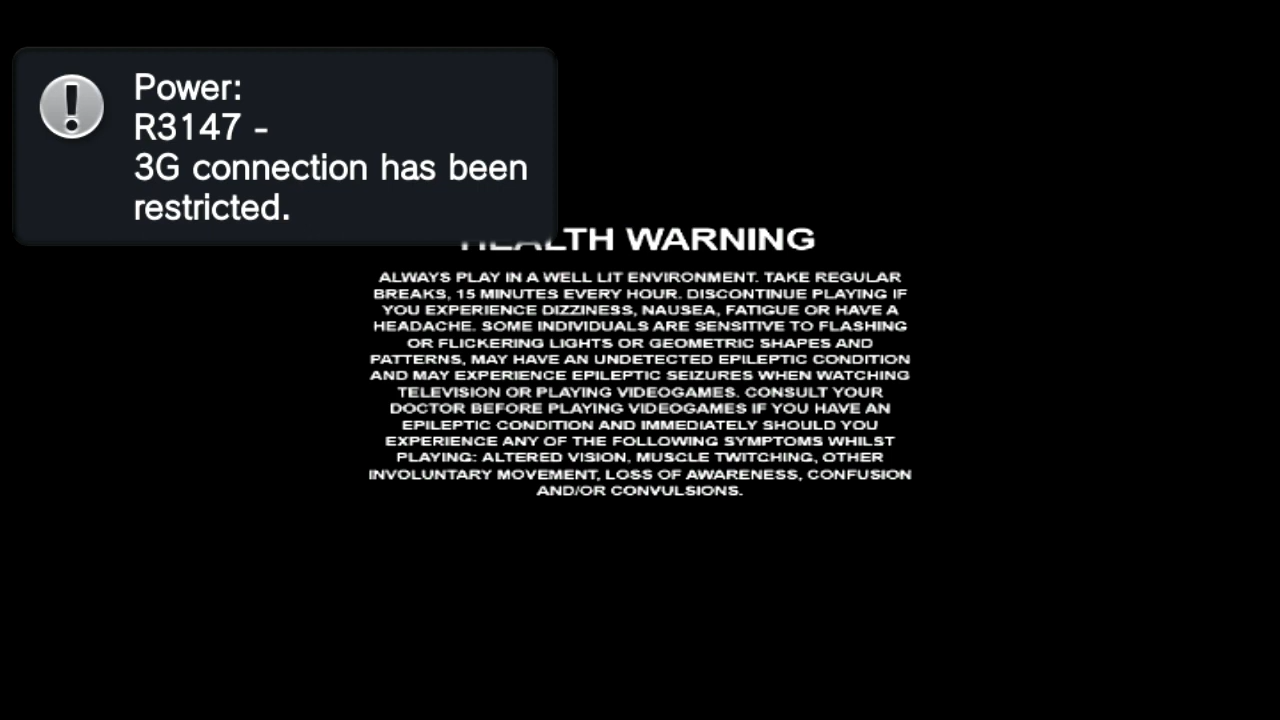 Power:
R3147 -
3G connection has been
restricted.
HEALTH WARNING
ALWAYS PLAY IN A WELL LIT ENVIRONMENT. TAKE REGULAR
BREAKS, 15 MINUTES EVERY HOUR. DISCONTINUE PLAYING IF
YOU EXPERIENCE DIZZINESS, NAUSEA, FATIGUE OR HAVE A
HEADACHE. SOME INDIVIDUALS ARE SENSITIVE TO FLASHING
OR FLICKERING LIGHTS OR GEOMETRIC SHAPES AND
PATTERNS, MAY HAVE AN UNDETECTED EPILEPTIC CONDITION
AND MAY EXPERIENCE EPILEPTIC SEIZURES WHEN WATCHING
TELEVISION OR PLAYING VIDEOGAMES. CONSULT YOUR
DOCTOR BEFORE PLAYING VIDEOGAMES IF YOU HAVE AN
EPILEPTIC CONDITION AND IMMEDIATELY SHOULD YOU
EXPERIENCE ANY OF THE FOLLOWING SYMPTOMS WHILST
PLAYING: ALTERED VISION, MUSCLE TWITCHING, OTHER
INVOLUNTARY MOVEMENT, LOSS OF AWARENESS, CONFUSION
AND/OR CONVULSIONS.